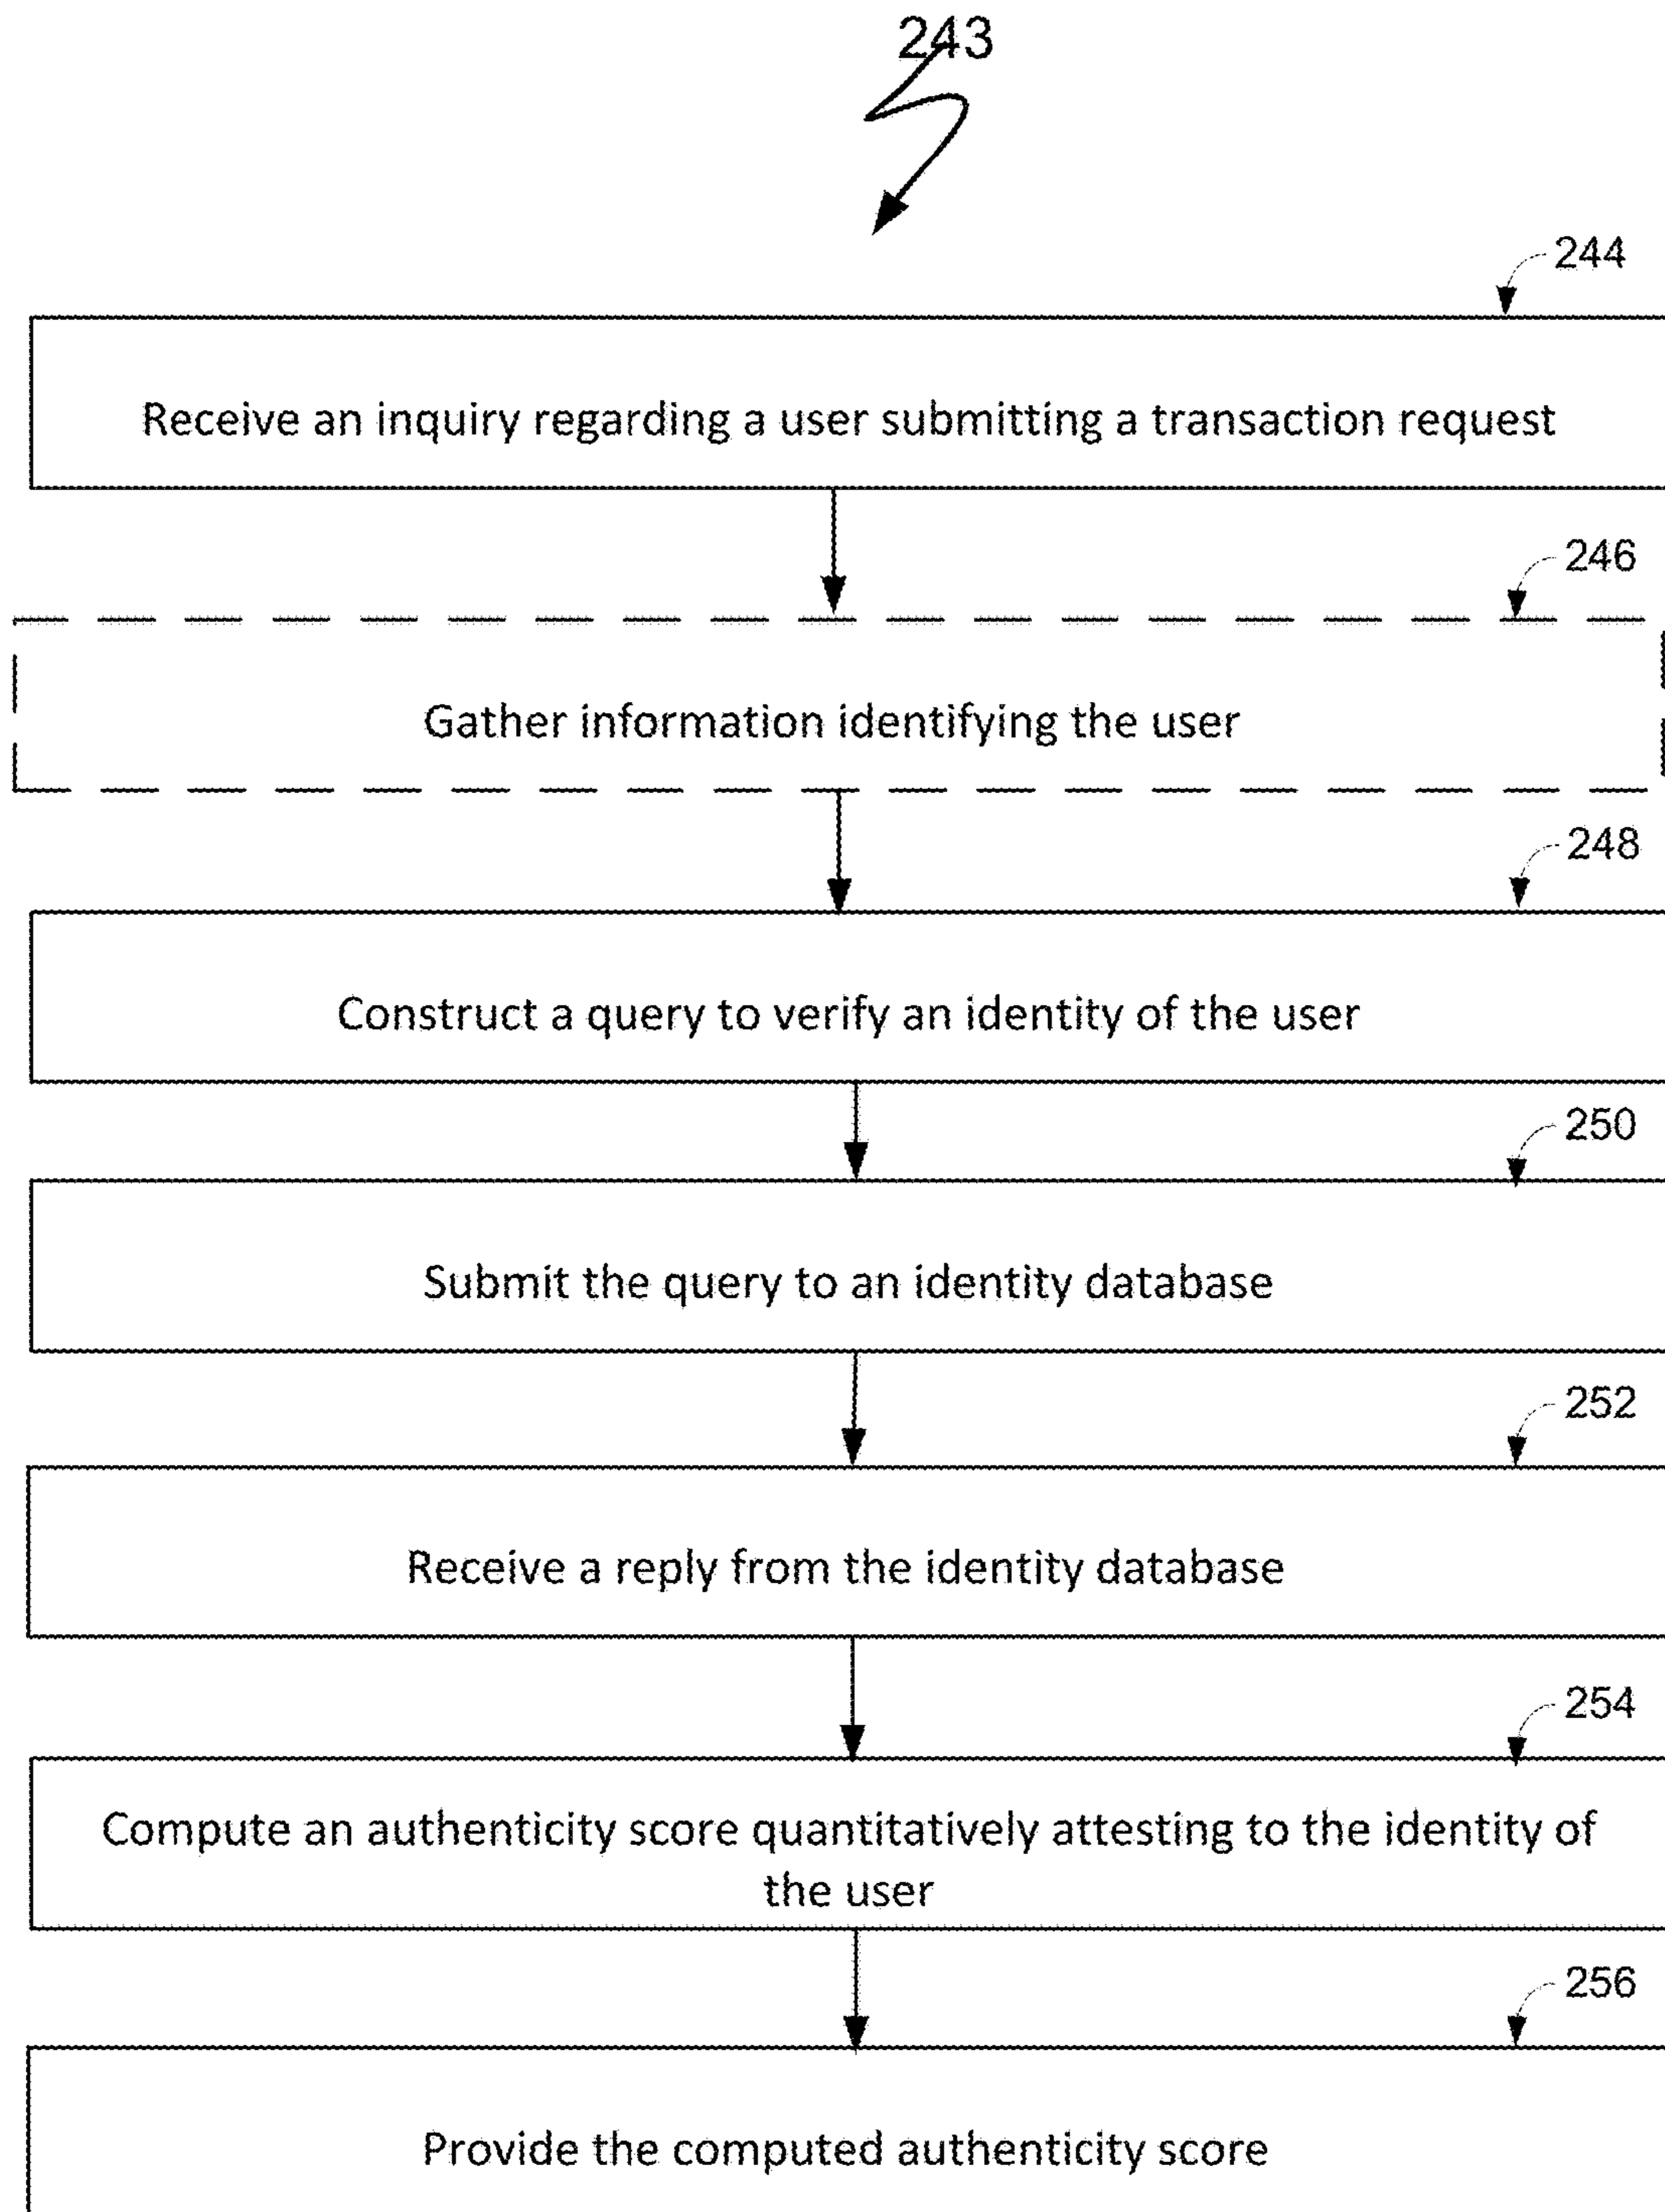 243
244
Receive an inquiry regarding a user submitting a transaction request
246
Gather information identifying the user
248
Construct a query to verify an identity of the user
250
Submit the query to an identity database
252
Receive a reply from the identity database
254
Compute an authenticity score quantitatively attesting to the identity of
the user
256
Provide the computed authenticity score